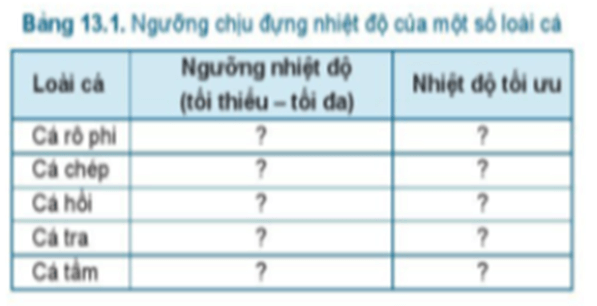 Bảng 13.1. Ngưỡng chịu đựng nhiệt độ của một số loài cá
Loài cá Ngưỡng nhiệt độ (tối thiểu – tối đa) Nhiệt độ tối ưu
Cá rô phi ? ?
Cá chép ? ?
Cá hồi ? ?
Cá tra ? ?
Cá tầm ? ?